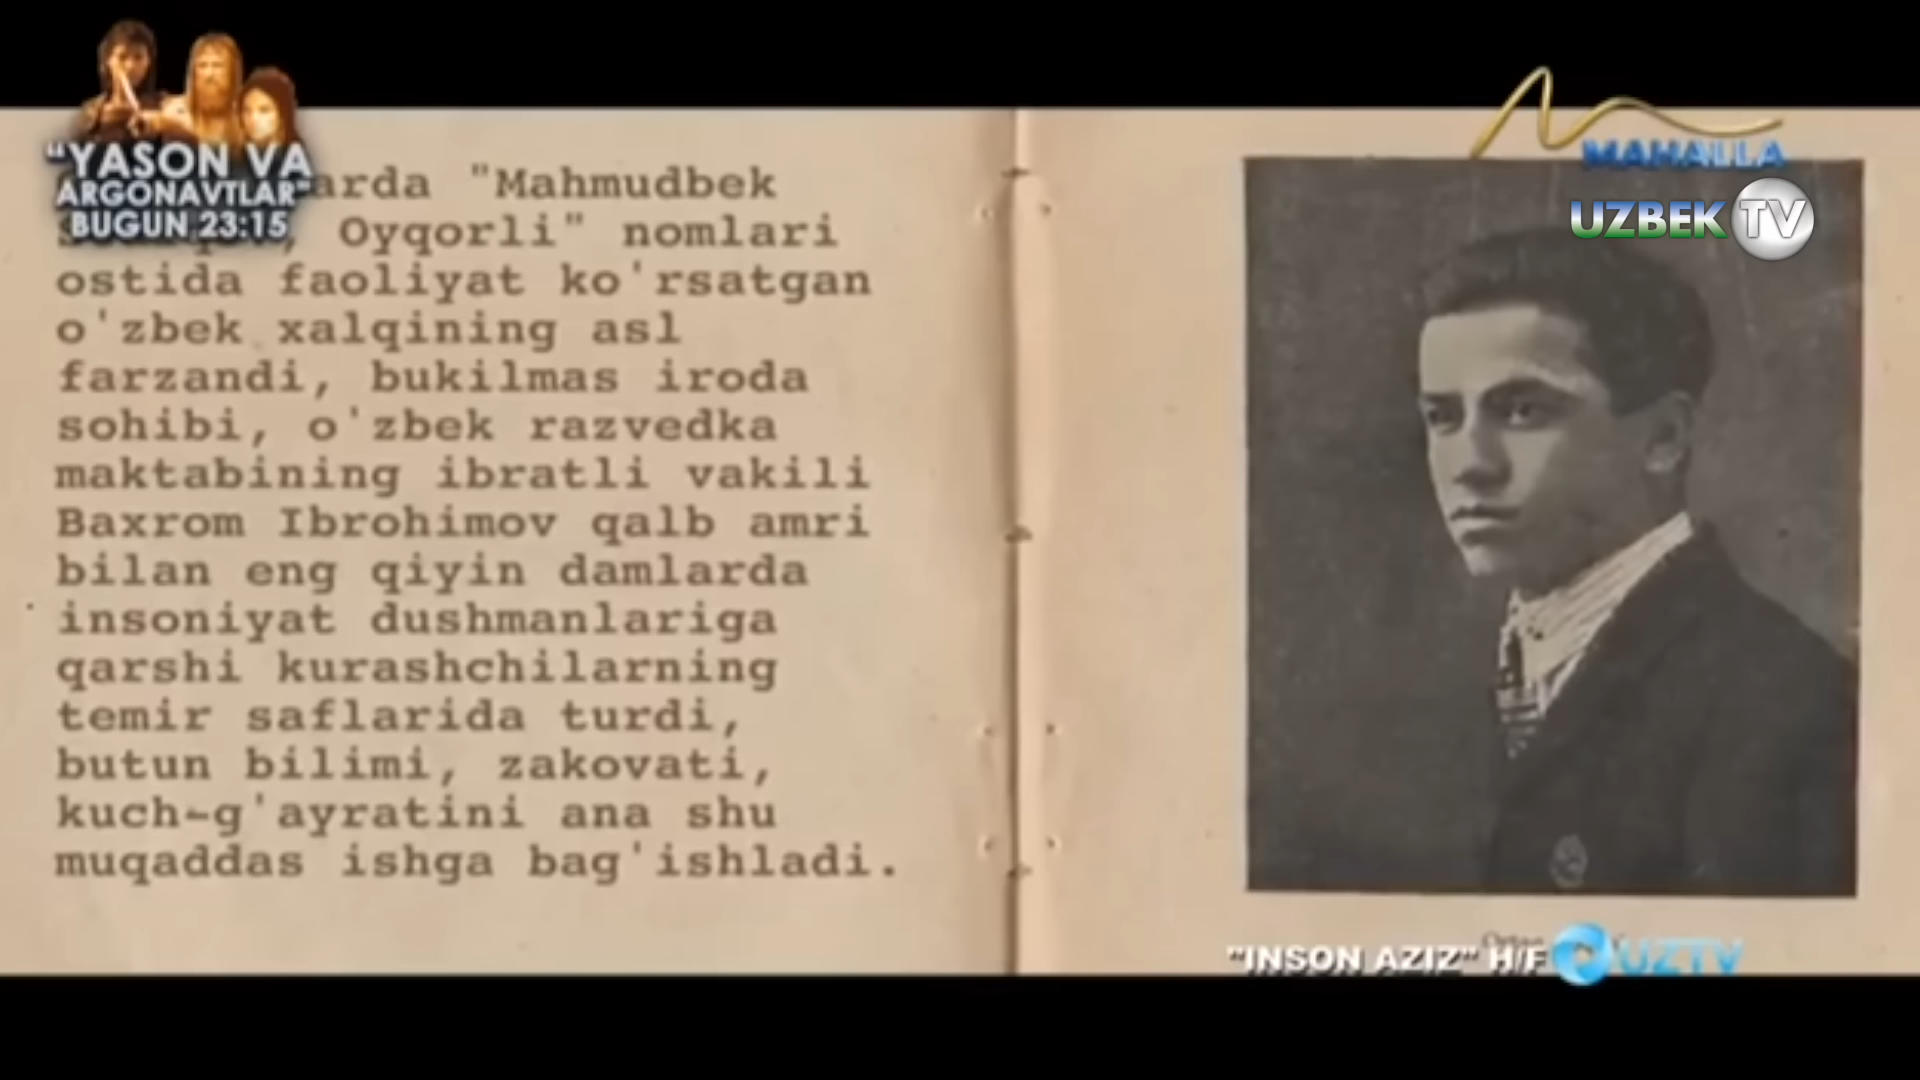 "YASON VA
ARGONAVTLAR"
BUGUN 23:15
MAHALLA
UZBEK TV
"Mahmudbek
Oyqorli" nomlari
ostida faoliyat ko'rsatgan
o'zbek xalqining asl
farzandi, bukilmas iroda
sohibi, o'zbek razvedka
maktabining ibratli vakili
Baxrom Ibrohimov qalb amri
bilan eng qiyin damlarda
insoniyat dushmanlariga
qarshi kurashchilarning
temir saflarida turdi,
butun bilimi, zakovati,
kuch-g'ayratini ana shu
muqaddas ishga bag'ishladi.
"INSON AZIZ" H/F UZTV